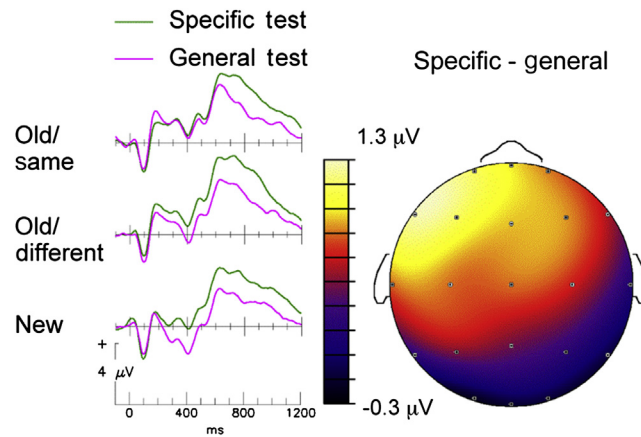 Specific test
General test
Specific - general
Old/
same
1.3 µV
Old/
different
New
+
4 µV
-0.3 µV
0 400 800 1200
ms